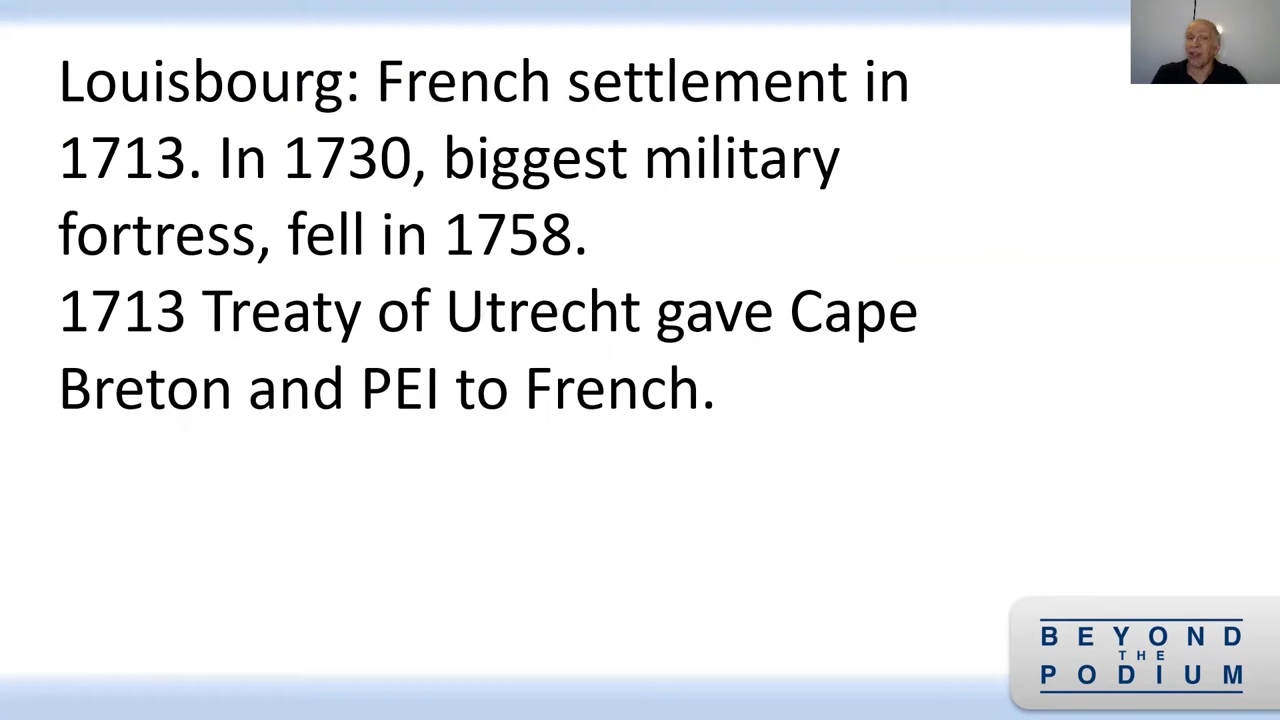 Louisbourg: French settlement in
1713. In 1730, biggest military
fortress, fell in 1758.
1713 Treaty of Utrecht gave Cape
Breton and PEI to French.
BEYOND
THE
PODIUM